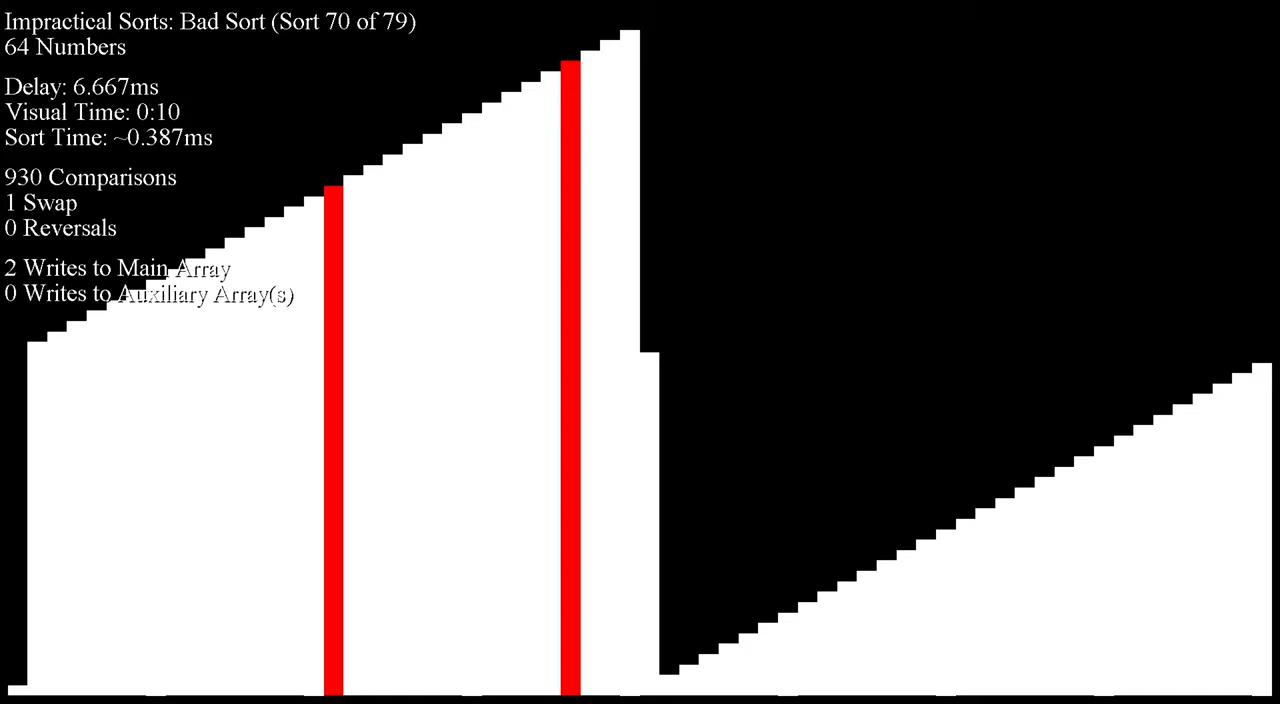 Impractical Sorts: Bad Sort (Sort 70 of 79)
64 Numbers
Delay: 6.667ms
Visual Time: 0:10
Sort Time: ~0.387ms
930 Comparisons
1 Swap
0 Reversals
2 Writes to Main Array
0 Writes to Auxiliary Array(s)